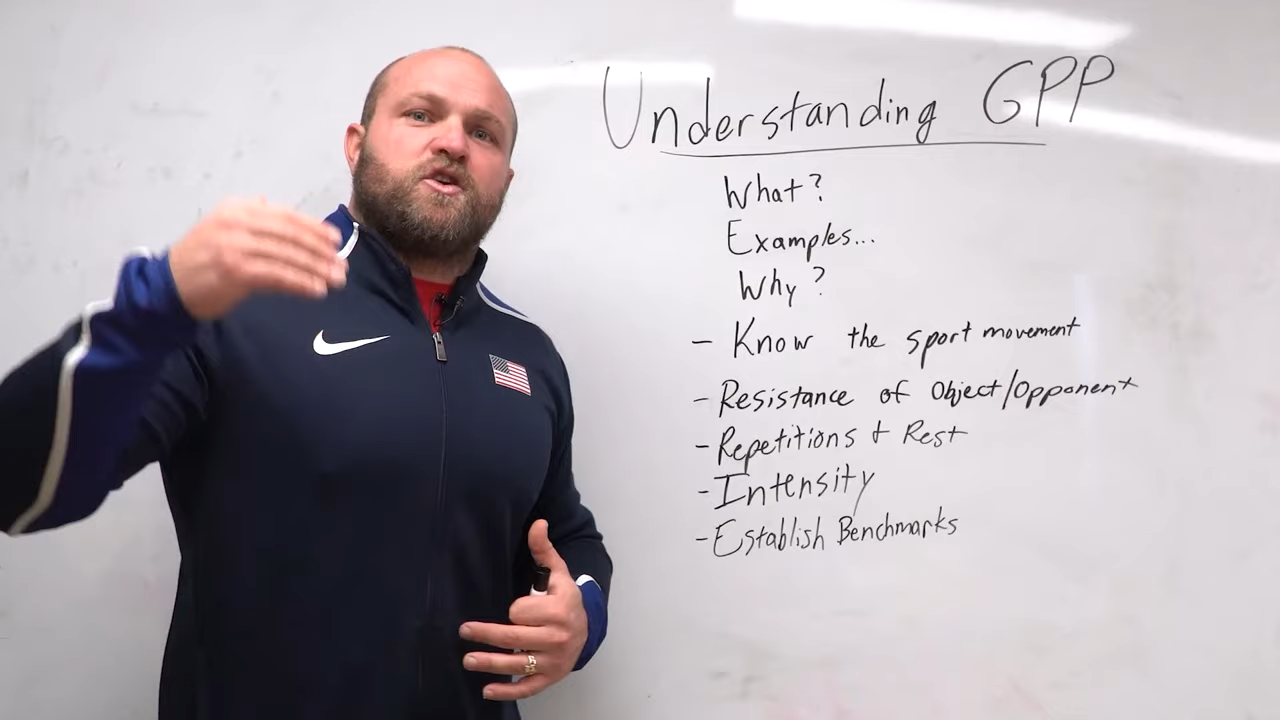 Understanding GPP
What?
Examples...
Why?
- Know the sport movement
- Resistance of Object/Opponent
- Repetitions & Rest
- Intensity
- Establish Benchmarks